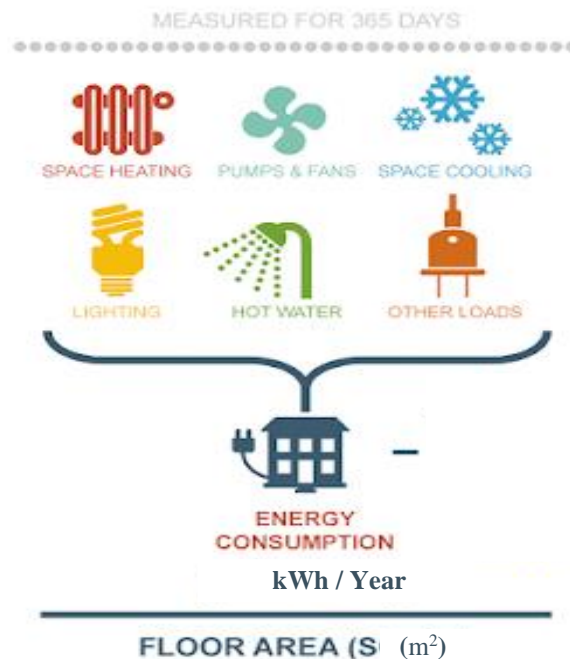 MEASURED FOR 365 DAYS
SPACE HEATING PUMPS & FANS SPACE COOLING
LIGHTING HOT WATER OTHER LOADS
–
ENERGY
CONSUMPTION
kWh / Year
FLOOR AREA (S (m²)